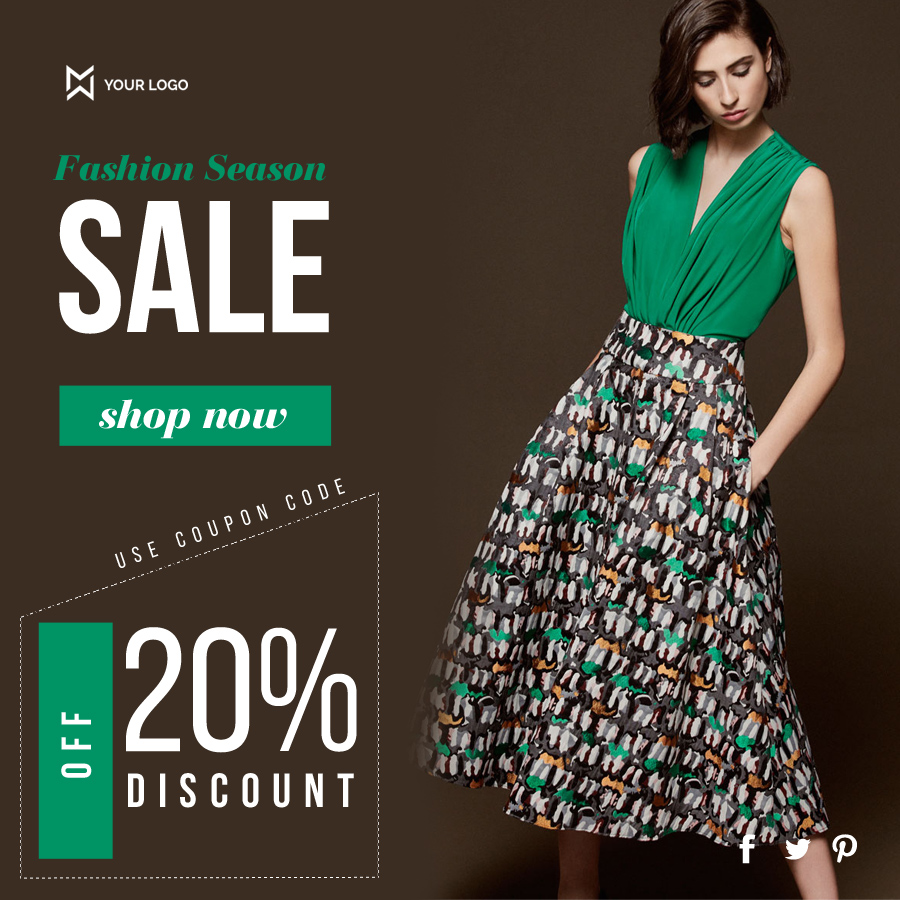 YOUR LOGO
Fashion Season
SALE
shop now
USE COUPON CODE
OFF
20%
DISCOUNT